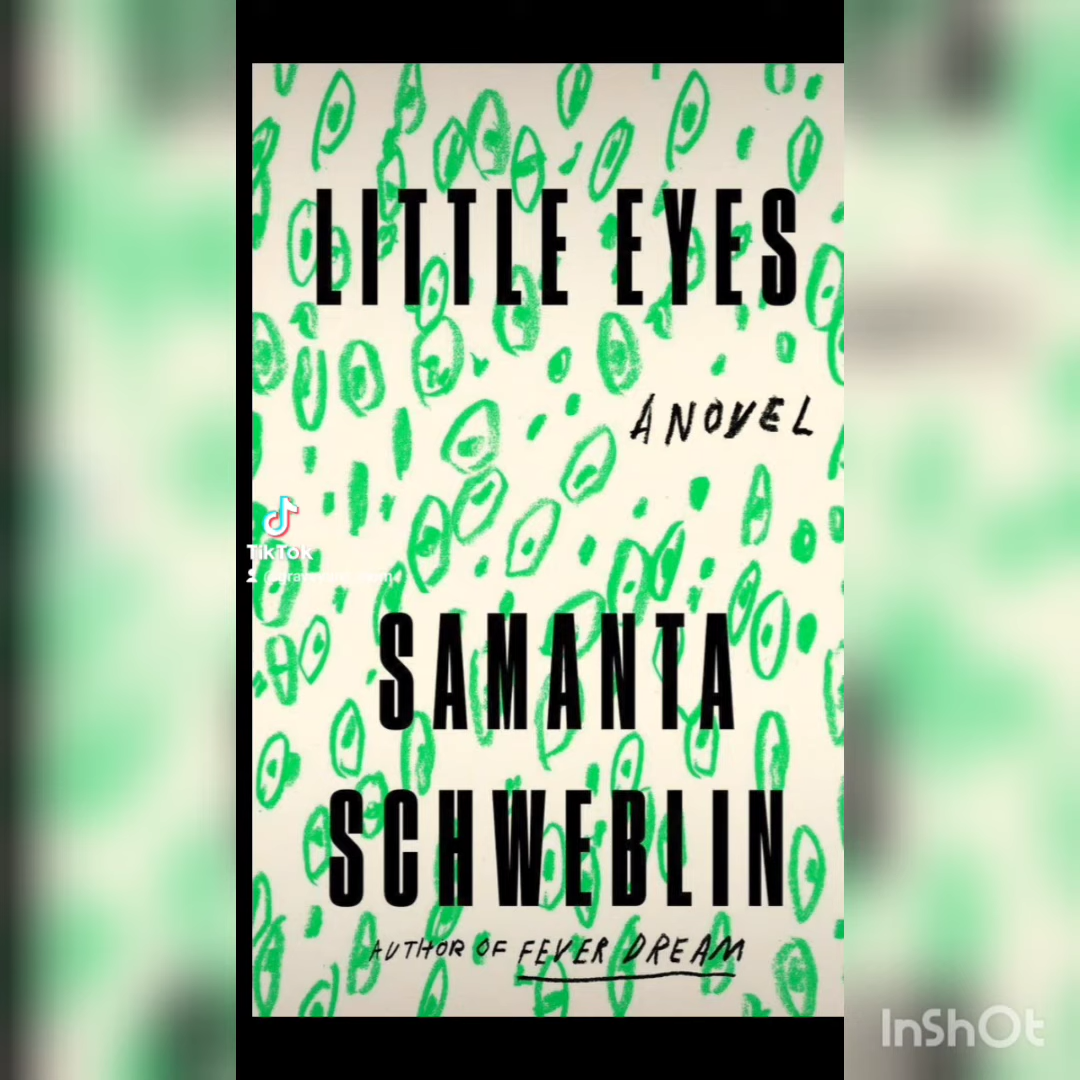 LITTLE EYES
A NOVEL
TikTok
SAMANTA
SCHWEBLIN
AUTHOR OF FEVER DREAM
InShOt